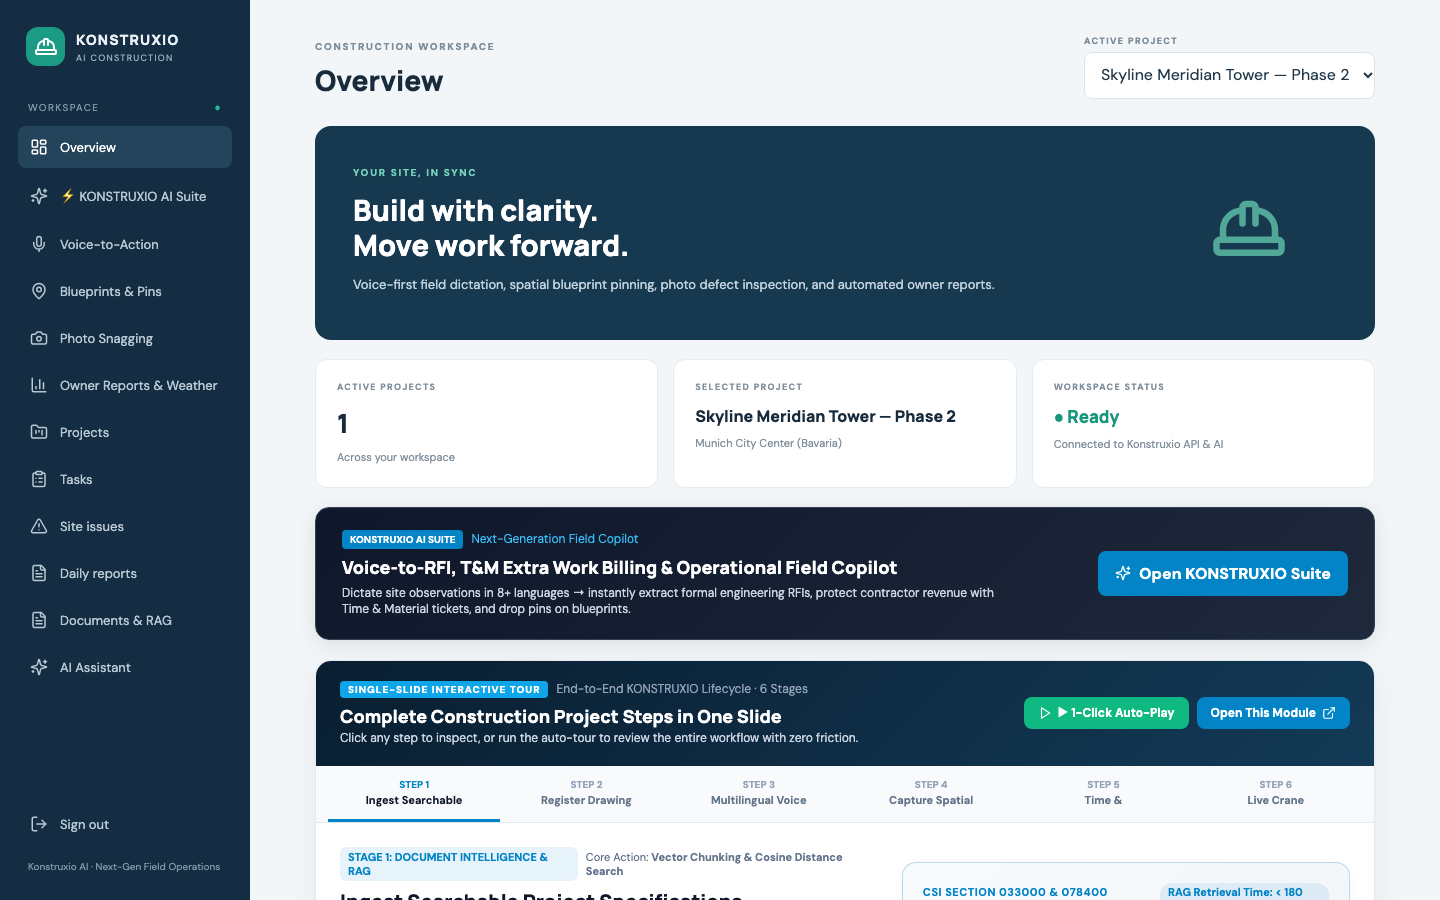 KONSTRUXIO
AI CONSTRUCTION
WORKSPACE
Overview
⚡ KONSTRUXIO AI Suite
Voice-to-Action
Blueprints & Pins
Photo Snagging
Owner Reports & Weather
Projects
Tasks
Site issues
Daily reports
Documents & RAG
AI Assistant
Sign out
Konstruxio AI · Next-Gen Field Operations
CONSTRUCTION WORKSPACE
Overview
ACTIVE PROJECT
Skyline Meridian Tower — Phase 2
YOUR SITE, IN SYNC
Build with clarity.
Move work forward.
Voice-first field dictation, spatial blueprint pinning, photo defect inspection, and automated owner reports.
ACTIVE PROJECTS
1
Across your workspace
SELECTED PROJECT
Skyline Meridian Tower — Phase 2
Munich City Center (Bavaria)
WORKSPACE STATUS
● Ready
Connected to Konstruxio API & AI
KONSTRUXIO AI SUITE Next-Generation Field Copilot
Voice-to-RFI, T&M Extra Work Billing & Operational Field Copilot
Dictate site observations in 8+ languages → instantly extract formal engineering RFIs, protect contractor revenue with
Time & Material tickets, and drop pins on blueprints.
Open KONSTRUXIO Suite
SINGLE-SLIDE INTERACTIVE TOUR End-to-End KONSTRUXIO Lifecycle · 6 Stages
Complete Construction Project Steps in One Slide
Click any step to inspect, or run the auto-tour to review the entire workflow with zero friction.
▶ 1-Click Auto-Play
Open This Module
STEP 1
Ingest Searchable
STEP 2
Register Drawing
STEP 3
Multilingual Voice
STEP 4
Capture Spatial
STEP 5
Time &
STEP 6
Live Crane
STAGE 1: DOCUMENT INTELLIGENCE &
RAG
Core Action: Vector Chunking & Cosine Distance
Search
Ingest Searchable Project Specifications
CSI SECTION 033000 & 078400
RAG Retrieval Time: < 180